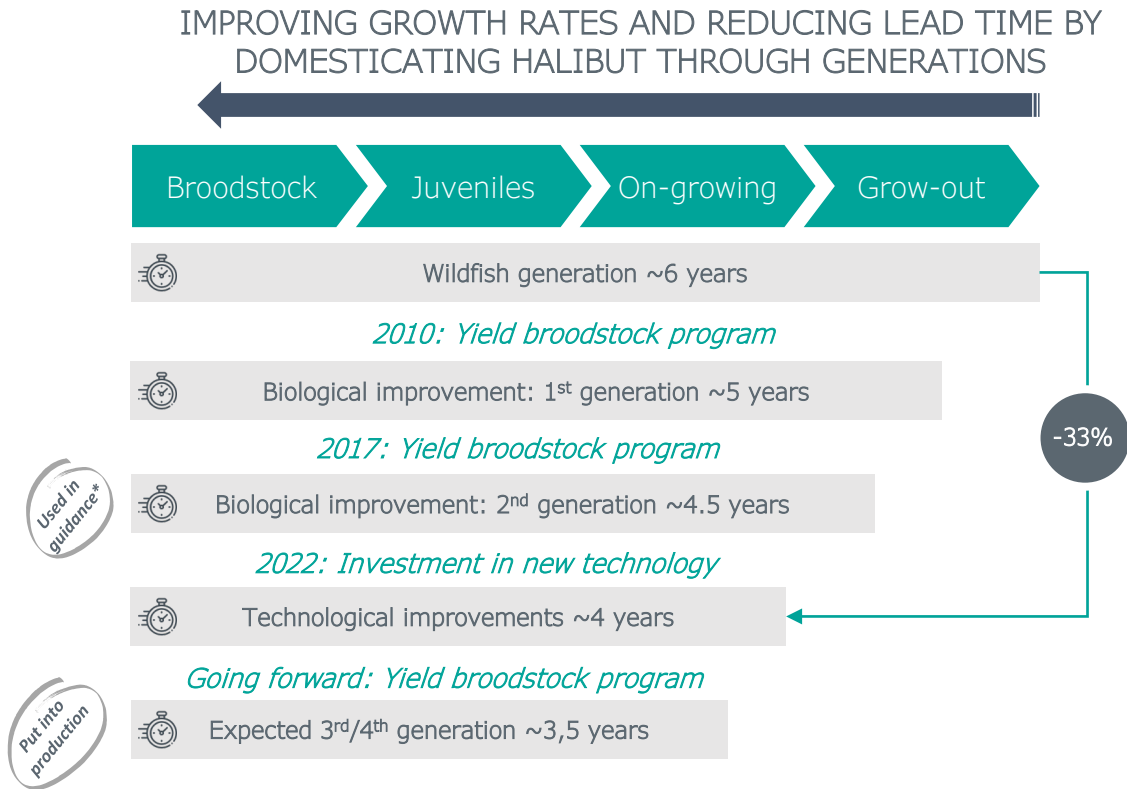 IMPROVING GROWTH RATES AND REDUCING LEAD TIME BY
DOMESTICATING HALIBUT THROUGH GENERATIONS
Broodstock
Juveniles
On-growing
Grow-out
Wildfish generation ~6 years
2010: Yield broodstock program
Biological improvement: 1st generation ~5 years
-33%
2017: Yield broodstock program
Used in
guidance*
Biological improvement: 2nd generation ~4.5 years
2022: Investment in new technology
Technological improvements ~4 years
Going forward: Yield broodstock program
Put into
production
Expected 3rd/4th generation ~3,5 years